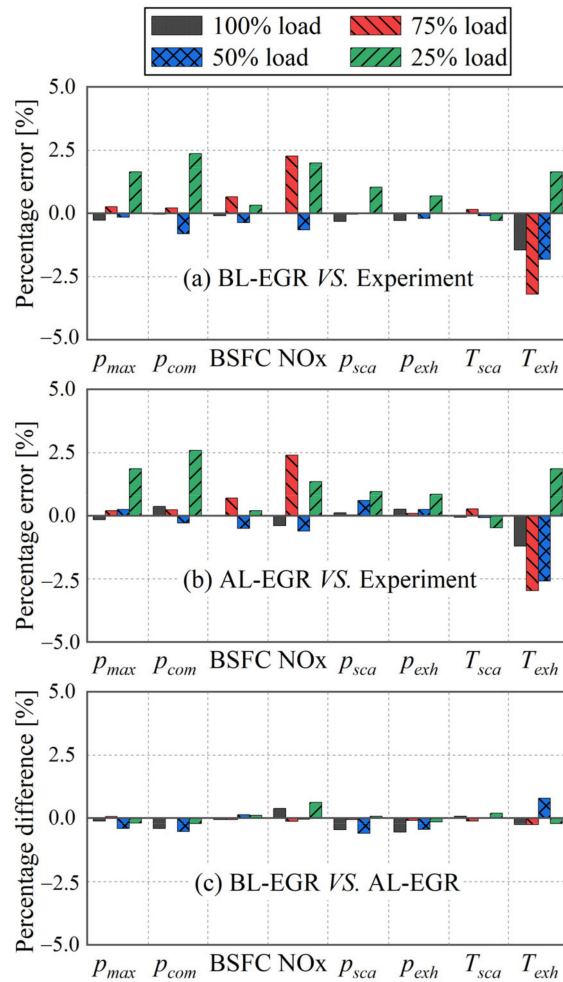 100% load 75% load
50% load 25% load
Percentage error [%]
5.0
2.5
0.0
−2.5
−5.0
(a) BL-EGR VS. Experiment
pmax pcom BSFC NOx psca pexh Tsca Texh
Percentage error [%]
5.0
2.5
0.0
−2.5
−5.0
(b) AL-EGR VS. Experiment
pmax pcom BSFC NOx psca pexh Tsca Texh
Percentage difference [%]
5.0
2.5
0.0
−2.5
−5.0
(c) BL-EGR VS. AL-EGR
pmax pcom BSFC NOx psca pexh Tsca Texh